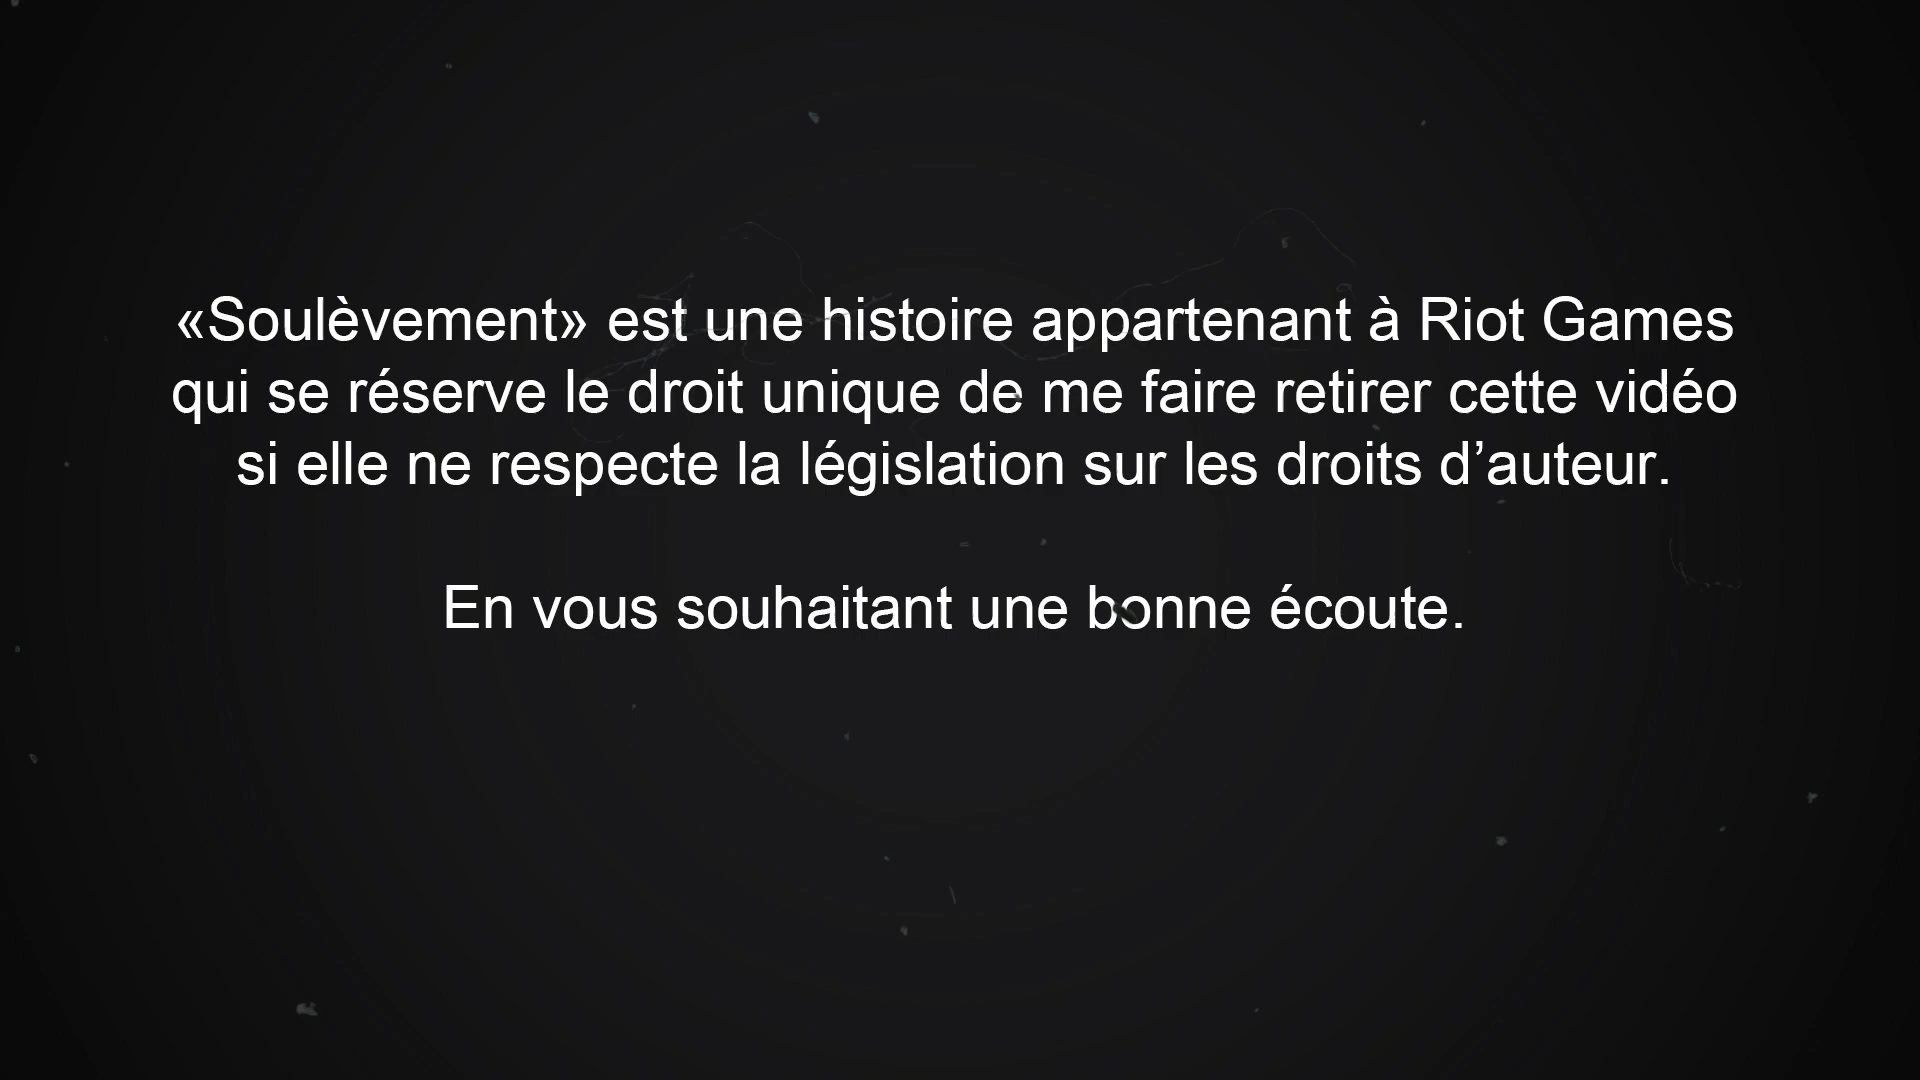 «Soulèvement» est une histoire appartenant à Riot Games
qui se réserve le droit unique de me faire retirer cette vidéo
si elle ne respecte la législation sur les droits d’auteur.
En vous souhaitant une bonne écoute.